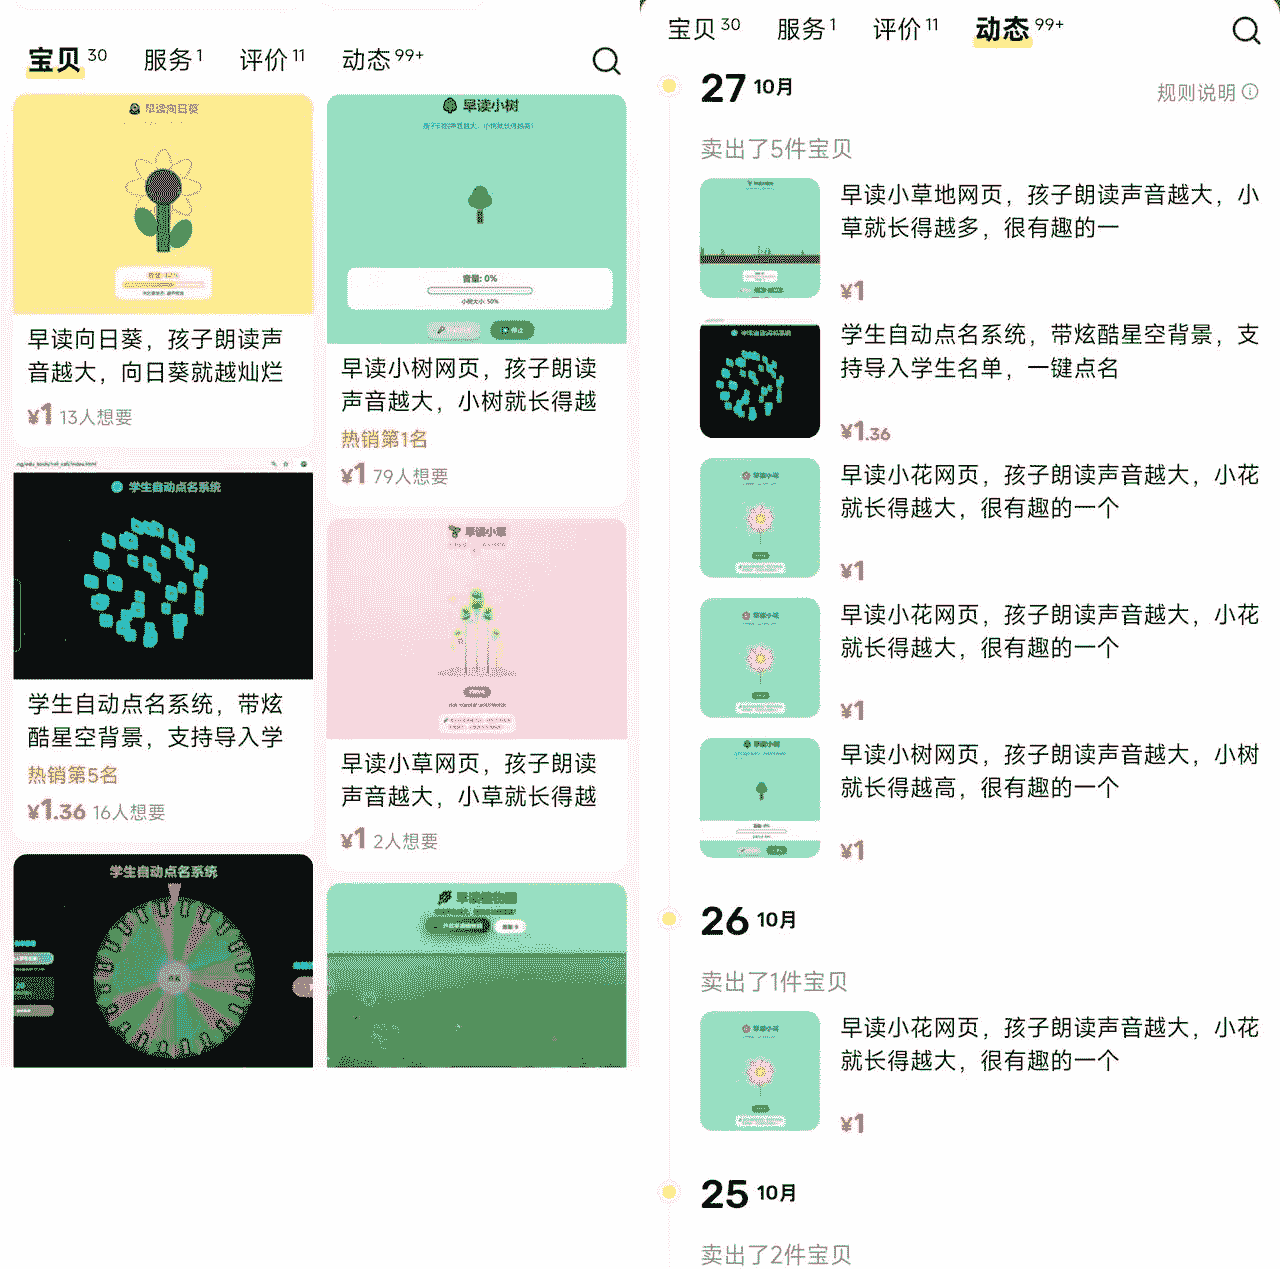 宝贝 30 服务 1 评价 11 动态 99+
早读向日葵
早读向日葵，孩子朗读声
音越大，向日葵就越灿烂
¥1 13人想要
学生自动点名系统
学生自动点名系统，带炫
酷星空背景，支持导入学
热销第5名
¥1.36 16人想要
学生自动点名系统
早读小树
音量: 0%
小树大小: 50%
停止
早读小树网页，孩子朗读
声音越大，小树就长得越
热销第1名
¥1 79人想要
早读小草
早读小草网页，孩子朗读
声音越大，小草就长得越
¥1 2人想要
宝贝 30 服务 1 评价 11 动态 99+
27 10月
规则说明
卖出了5件宝贝
早读小草地网页，孩子朗读声音越大，小
草就长得越多，很有趣的一
¥1
学生自动点名系统，带炫酷星空背景，支
持导入学生名单，一键点名
¥1.36
早读小花网页，孩子朗读声音越大，小花
就长得越大，很有趣的一个
¥1
早读小花网页，孩子朗读声音越大，小花
就长得越大，很有趣的一个
¥1
早读小树网页，孩子朗读声音越大，小树
就长得越高，很有趣的一个
¥1
26 10月
卖出了1件宝贝
早读小花网页，孩子朗读声音越大，小花
就长得越大，很有趣的一个
¥1
25 10月
卖出了2件宝贝